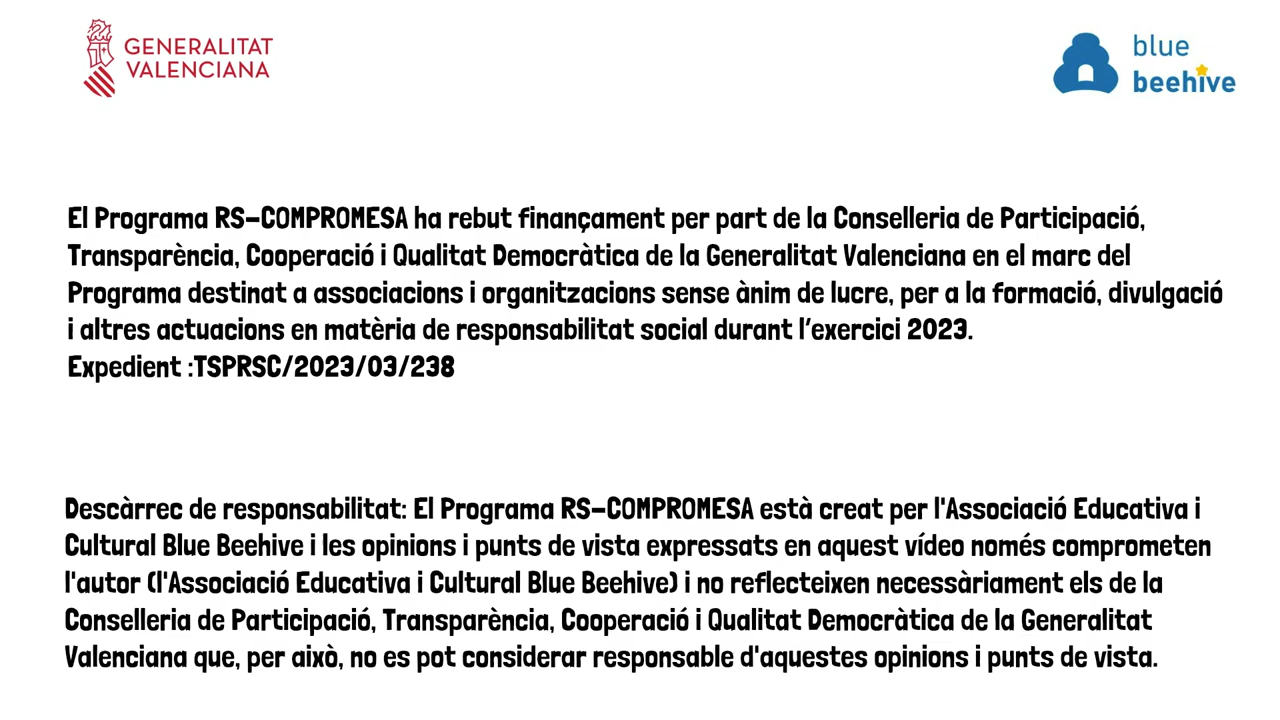 GENERALITAT
VALENCIANA
blue
beehive
El Programa RS-COMPROMESA ha rebut finançament per part de la Conselleria de Participació,
Transparència, Cooperació i Qualitat Democràtica de la Generalitat Valenciana en el marc del
Programa destinat a associacions i organitzacions sense ànim de lucre, per a la formació, divulgació
i altres actuacions en matèria de responsabilitat social durant l’exercici 2023.
Expedient :TSPRSC/2023/03/238
Descàrrec de responsabilitat: El Programa RS-COMPROMESA està creat per l'Associació Educativa i
Cultural Blue Beehive i les opinions i punts de vista expressats en aquest vídeo només comprometen
l'autor (l'Associació Educativa i Cultural Blue Beehive) i no reflecteixen necessàriament els de la
Conselleria de Participació, Transparència, Cooperació i Qualitat Democràtica de la Generalitat
Valenciana que, per això, no es pot considerar responsable d'aquestes opinions i punts de vista.